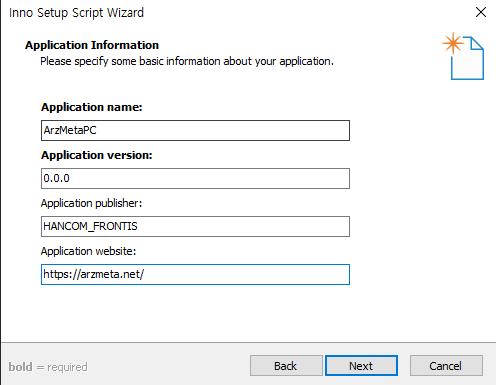 Inno Setup Script Wizard
Application Information
Please specify some basic information about your application.
Application name:
ArzMetaPC
Application version:
0.0.0
Application publisher:
HANCOM_FRONTIS
Application website:
https://arzmeta.net/
bold = required
Back
Next
Cancel